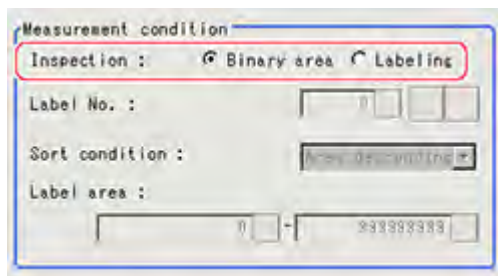 Measurement condition
Inspection : Binary area Labeling
Label No. : 0
Sort condition : Area descending
Label area :
0 - 999999999